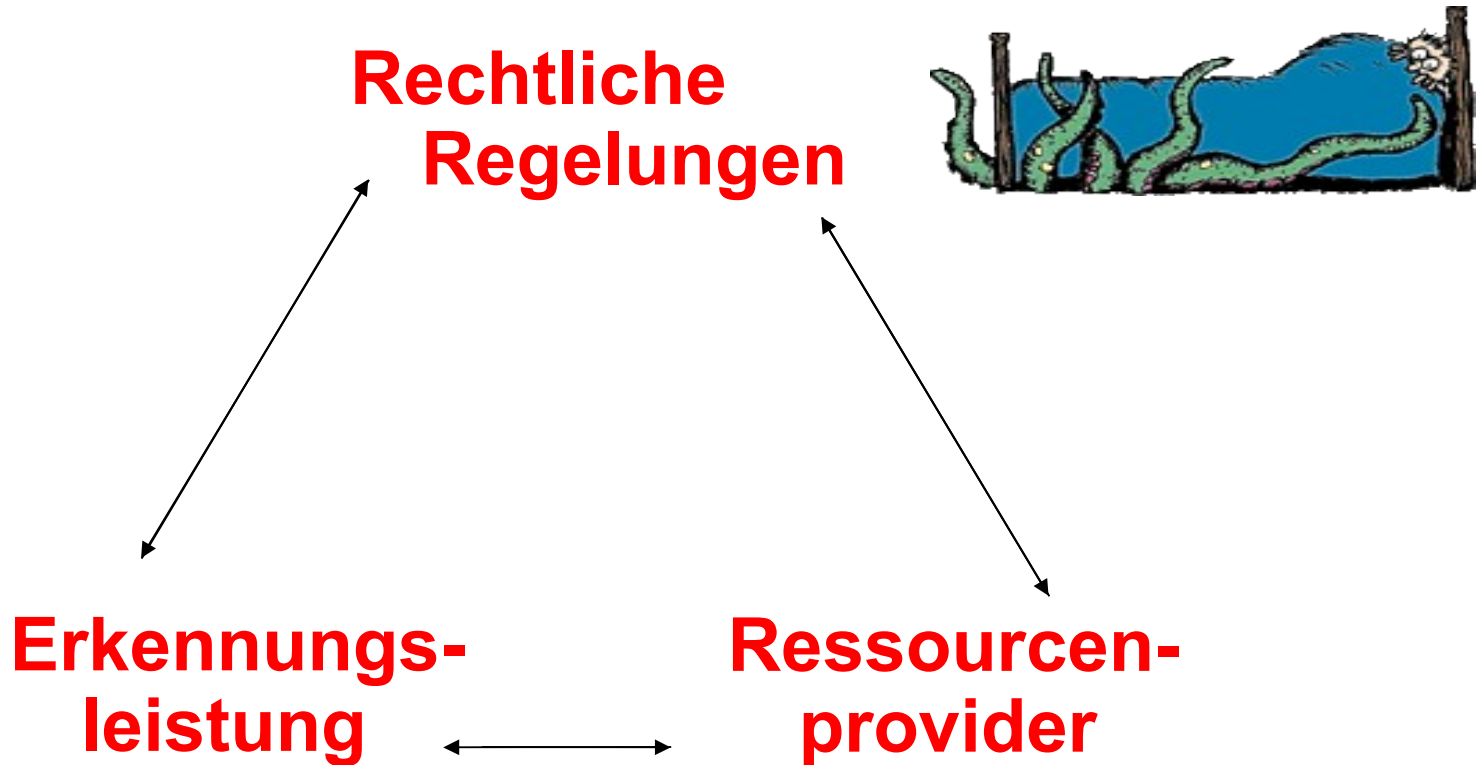 Rechtliche
Regelungen
Erkennungs-
leistung
Ressourcen-
provider